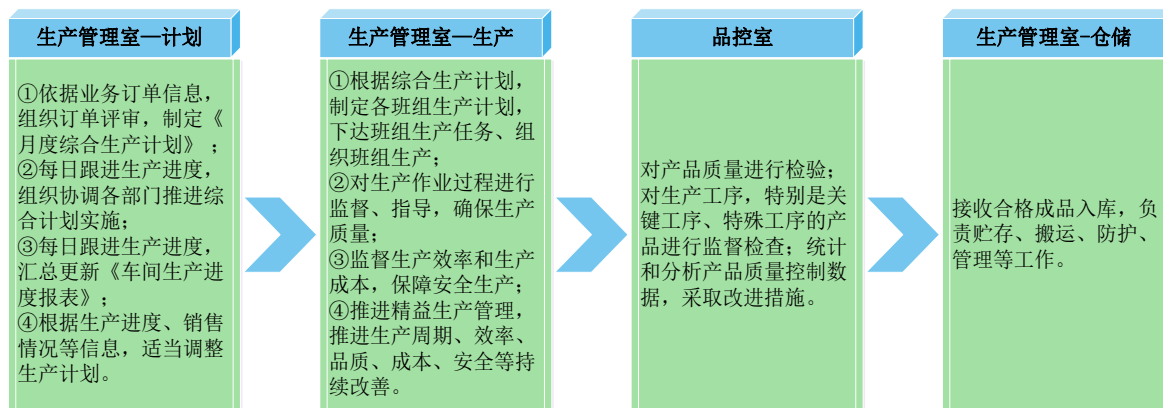 生产管理室—计划
①依据业务订单信息，
组织订单评审，制定《
月度综合生产计划》；
②每日跟进生产进度，
组织协调各部门推进综
合计划实施；
③每日跟进生产进度，
汇总更新《车间生产进
度报表》；
④根据生产进度、销售
情况等信息，适当调整
生产计划。
生产管理室—生产
①根据综合生产计划，
制定各班组生产计划，
下达班组生产任务、组
织班组生产；
②对生产作业过程进行
监督、指导，确保生产
质量；
③监督生产效率和生产
成本，保障安全生产；
④推进精益生产管理，
推进生产周期、效率、
品质、成本、安全等持
续改善。
品控室
对产品质量进行检验；
对生产工序，特别是关
键工序、特殊工序的产
品进行监督检查；统计
和分析产品质量控制数
据，采取改进措施。
生产管理室-仓储
接收合格成品入库，负
责贮存、搬运、防护、
管理等工作。